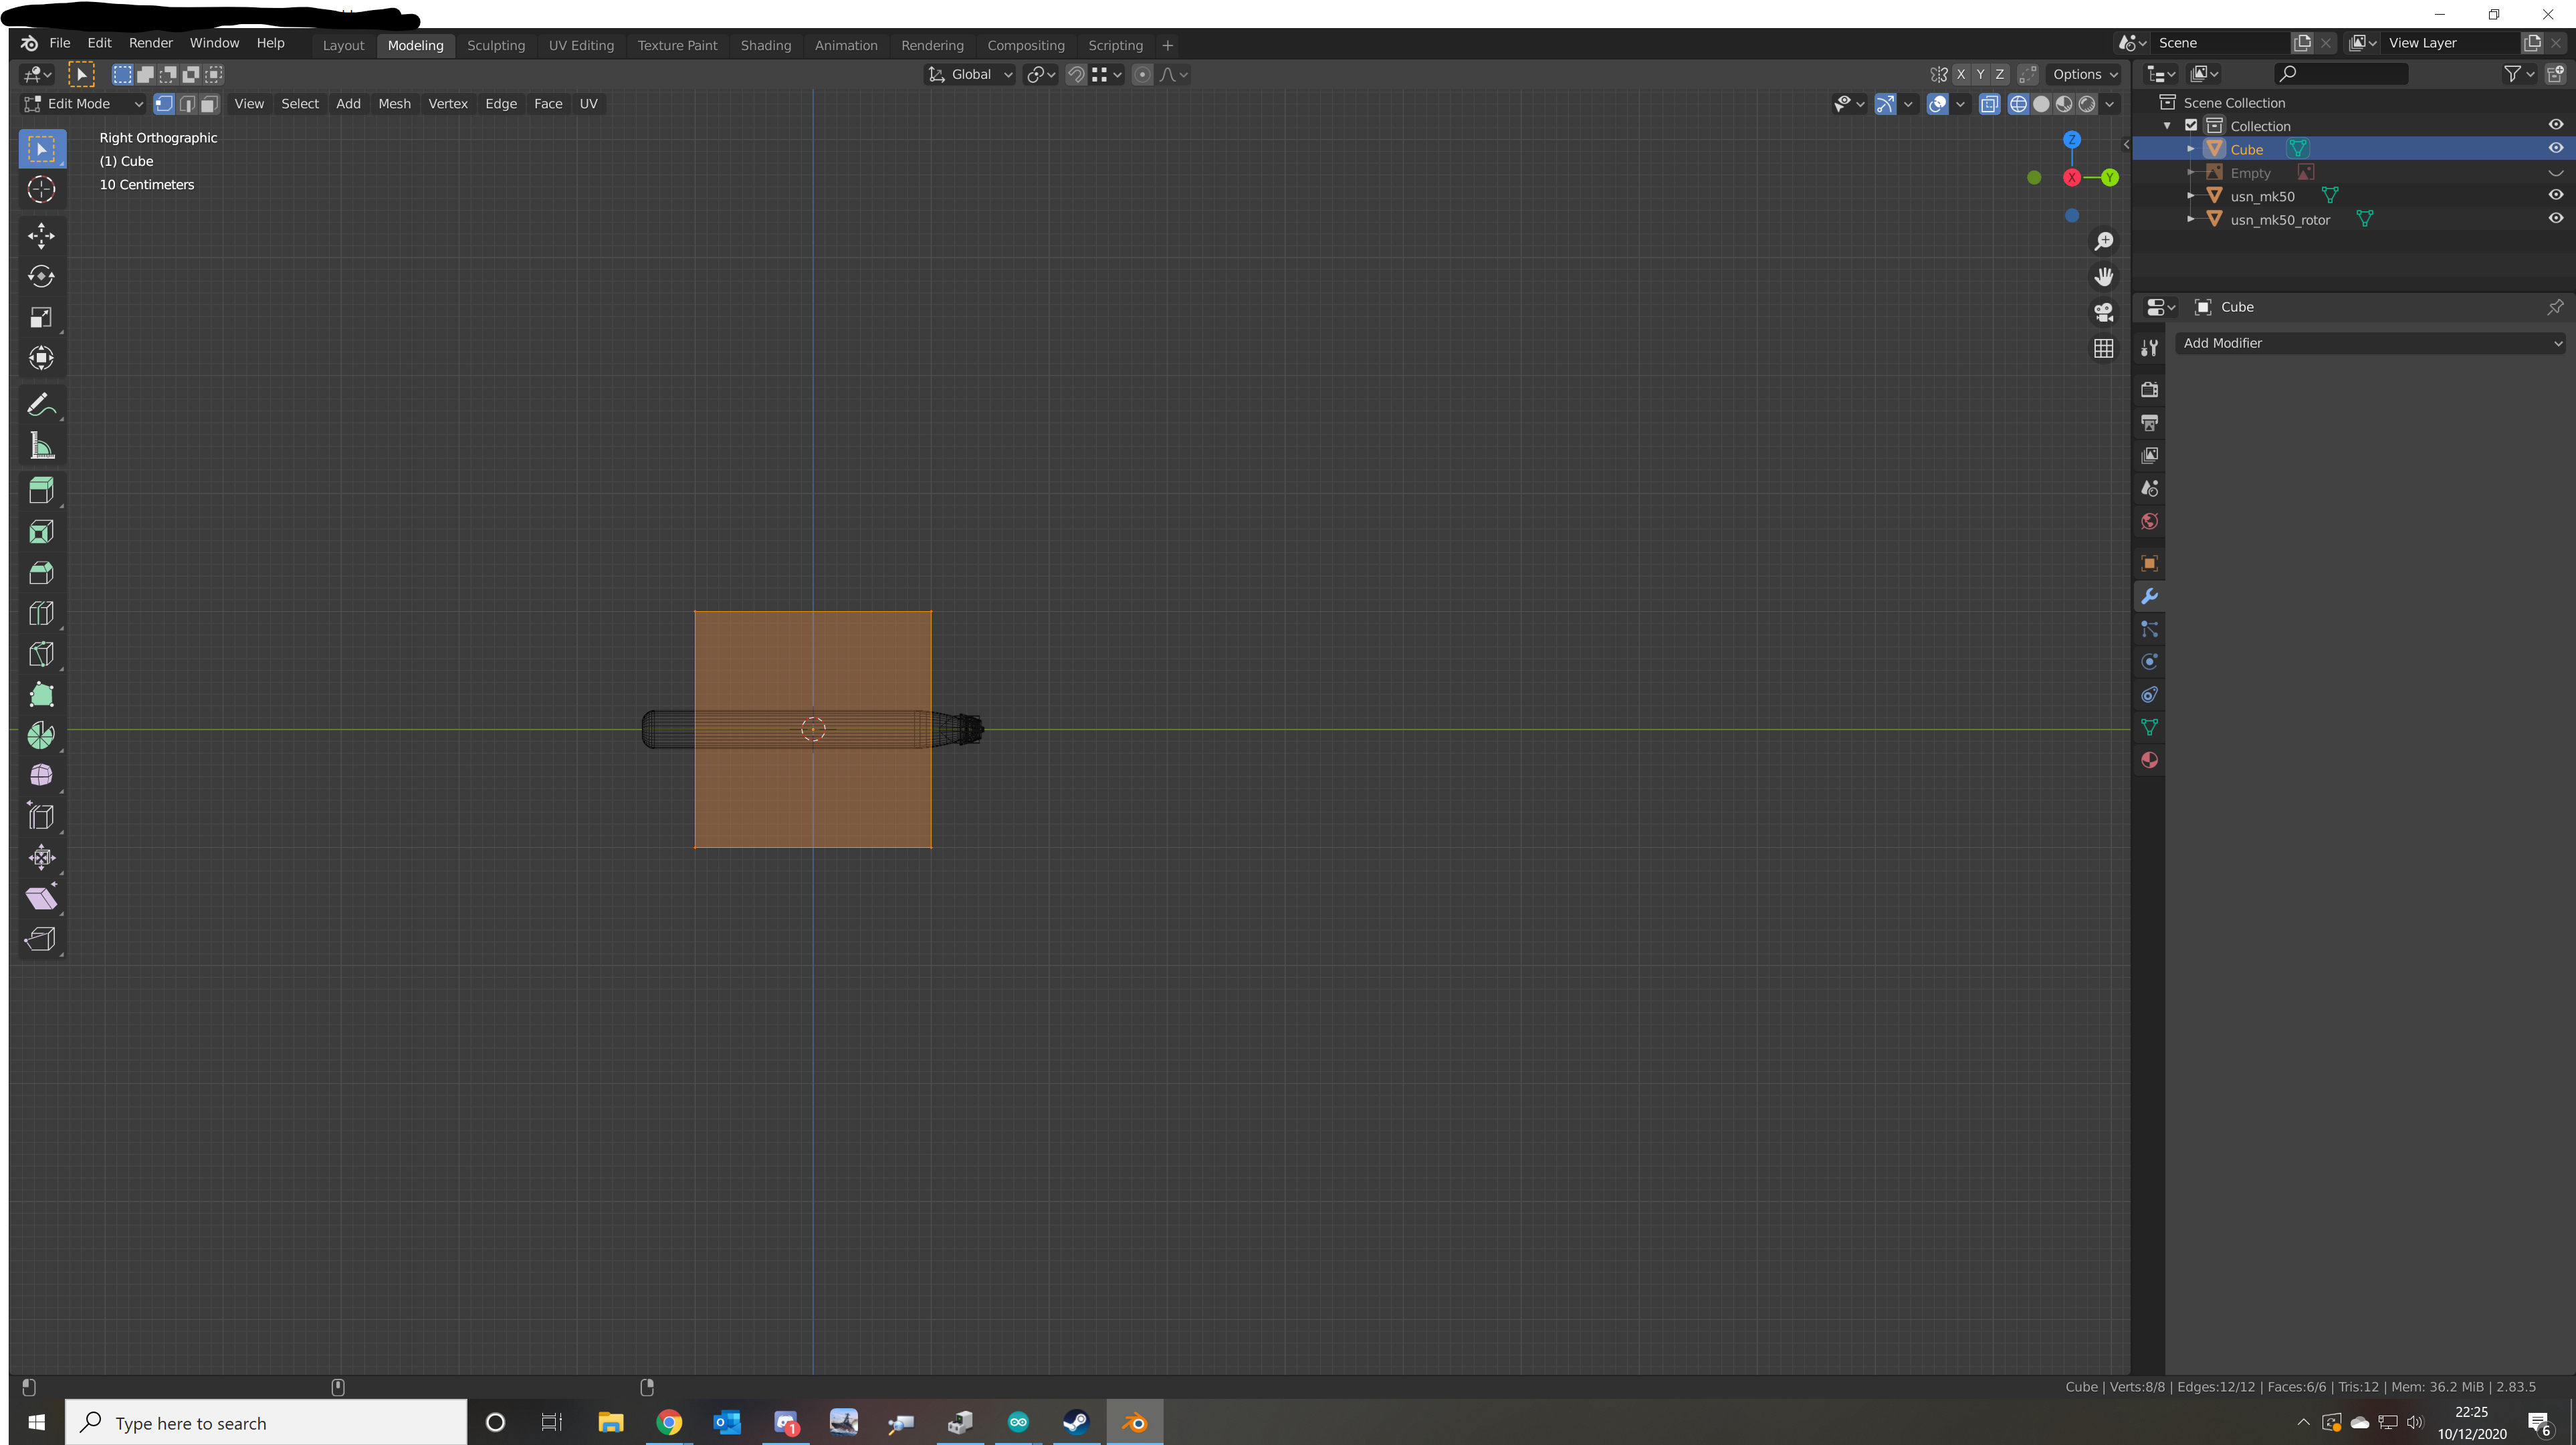 File Edit Render Window Help Layout Modeling Sculpting UV Editing Texture Paint Shading Animation Rendering Compositing Scripting + Scene View Layer
Global X Y Z Options
Edit Mode View Select Add Mesh Vertex Edge Face UV
Right Orthographic
(1) Cube
10 Centimeters
Z
X Y
Scene Collection
Collection
Cube
Empty
usn_mk50
usn_mk50_rotor
Cube
Add Modifier
Cube | Verts:8/8 | Edges:12/12 | Faces:6/6 | Tris:12 | Mem: 36.2 MiB | 2.83.5
Type here to search
1
22:25
10/12/2020
6